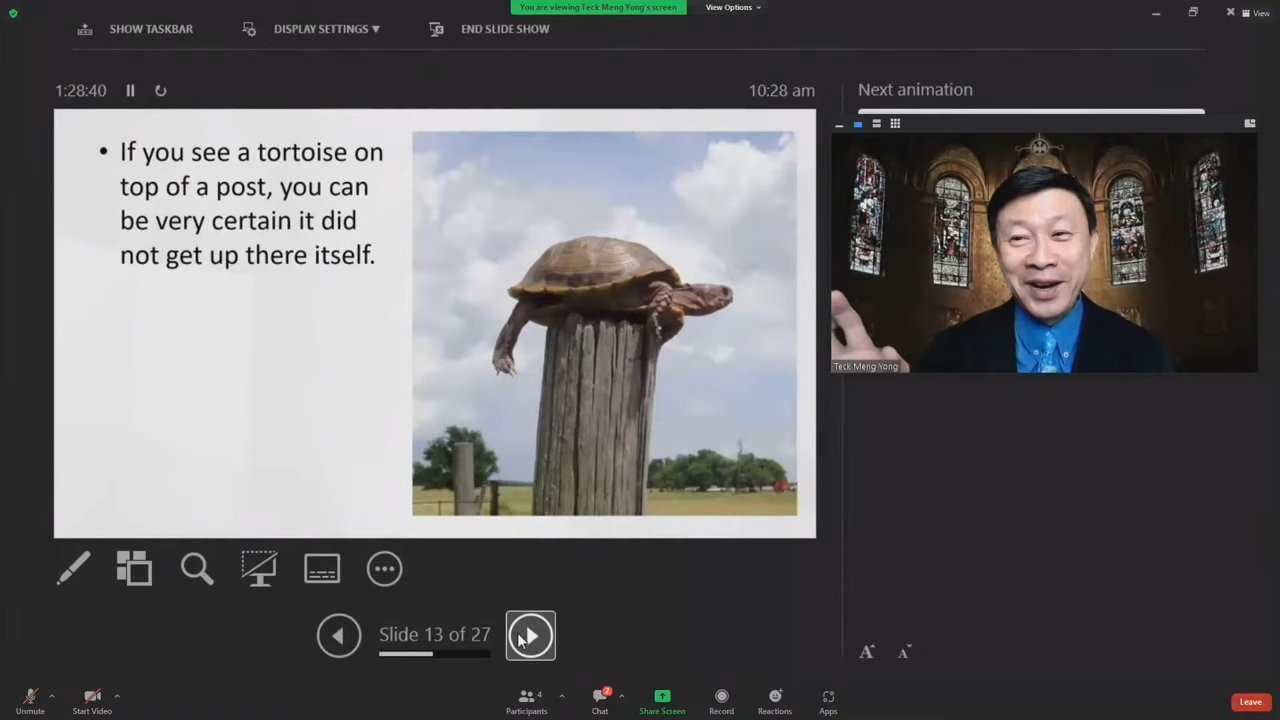 You are viewing Teck Meng Yong's screen
View Options
View
SHOW TASKBAR
DISPLAY SETTINGS
END SLIDE SHOW
1:28:40
10:28 am
Next animation
• If you see a tortoise on
top of a post, you can
be very certain it did
not get up there itself.
Teck Meng Yong
Slide 13 of 27
A
A
Unmute
Start Video
4
Participants
2
Chat
Share Screen
Record
Reactions
Apps
Leave